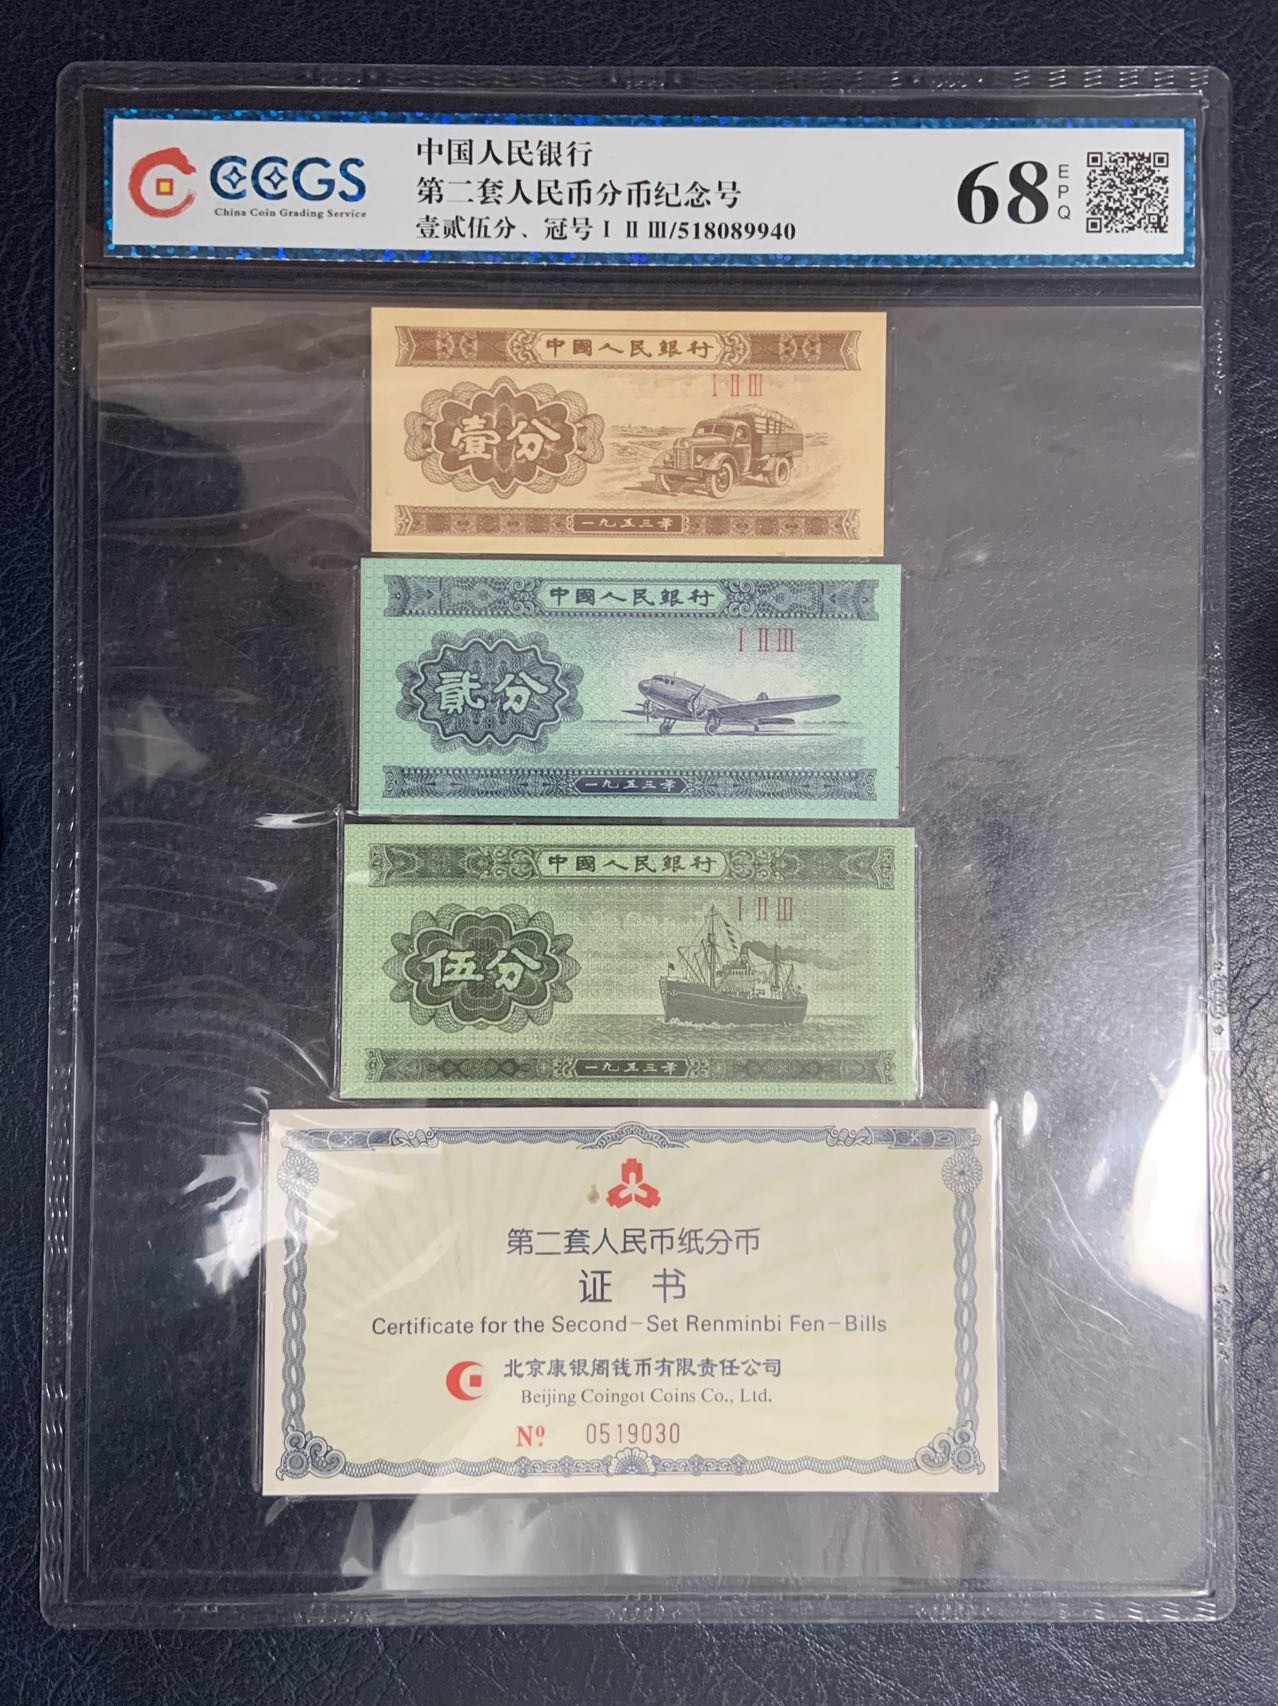 CCGS
China Coin Grading Service
中国人民银行
第二套人民币分币纪念号
壹贰伍分、冠号Ⅰ Ⅱ Ⅲ/518089940
68
EPQ
中國人民銀行
Ⅰ Ⅱ Ⅲ
壹分
一九五三年
中國人民銀行
Ⅰ Ⅱ Ⅲ
貳分
一九五三年
中國人民銀行
Ⅰ Ⅱ Ⅲ
伍分
一九五三年
第二套人民币纸分币
证 书
Certificate for the Second-Set Renminbi Fen-Bills
北京康银阁钱币有限责任公司
Beijing Coingot Coins Co., Ltd.
Nº. 0519030